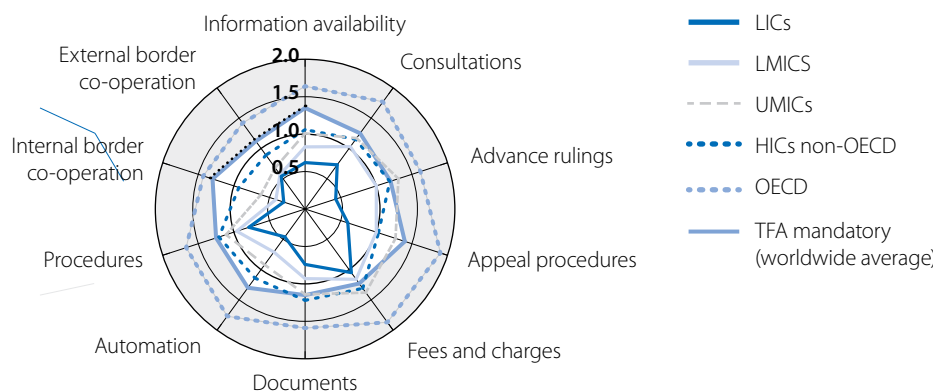 Information availability
External border
co-operation
2.0
Consultations
1.5
Internal border
co-operation
1.0
Advance rulings
0.5
Procedures
Appeal procedures
Automation
Fees and charges
Documents
LICs
LMICS
UMICs
HICs non-OECD
OECD
TFA mandatory
(worldwide average)